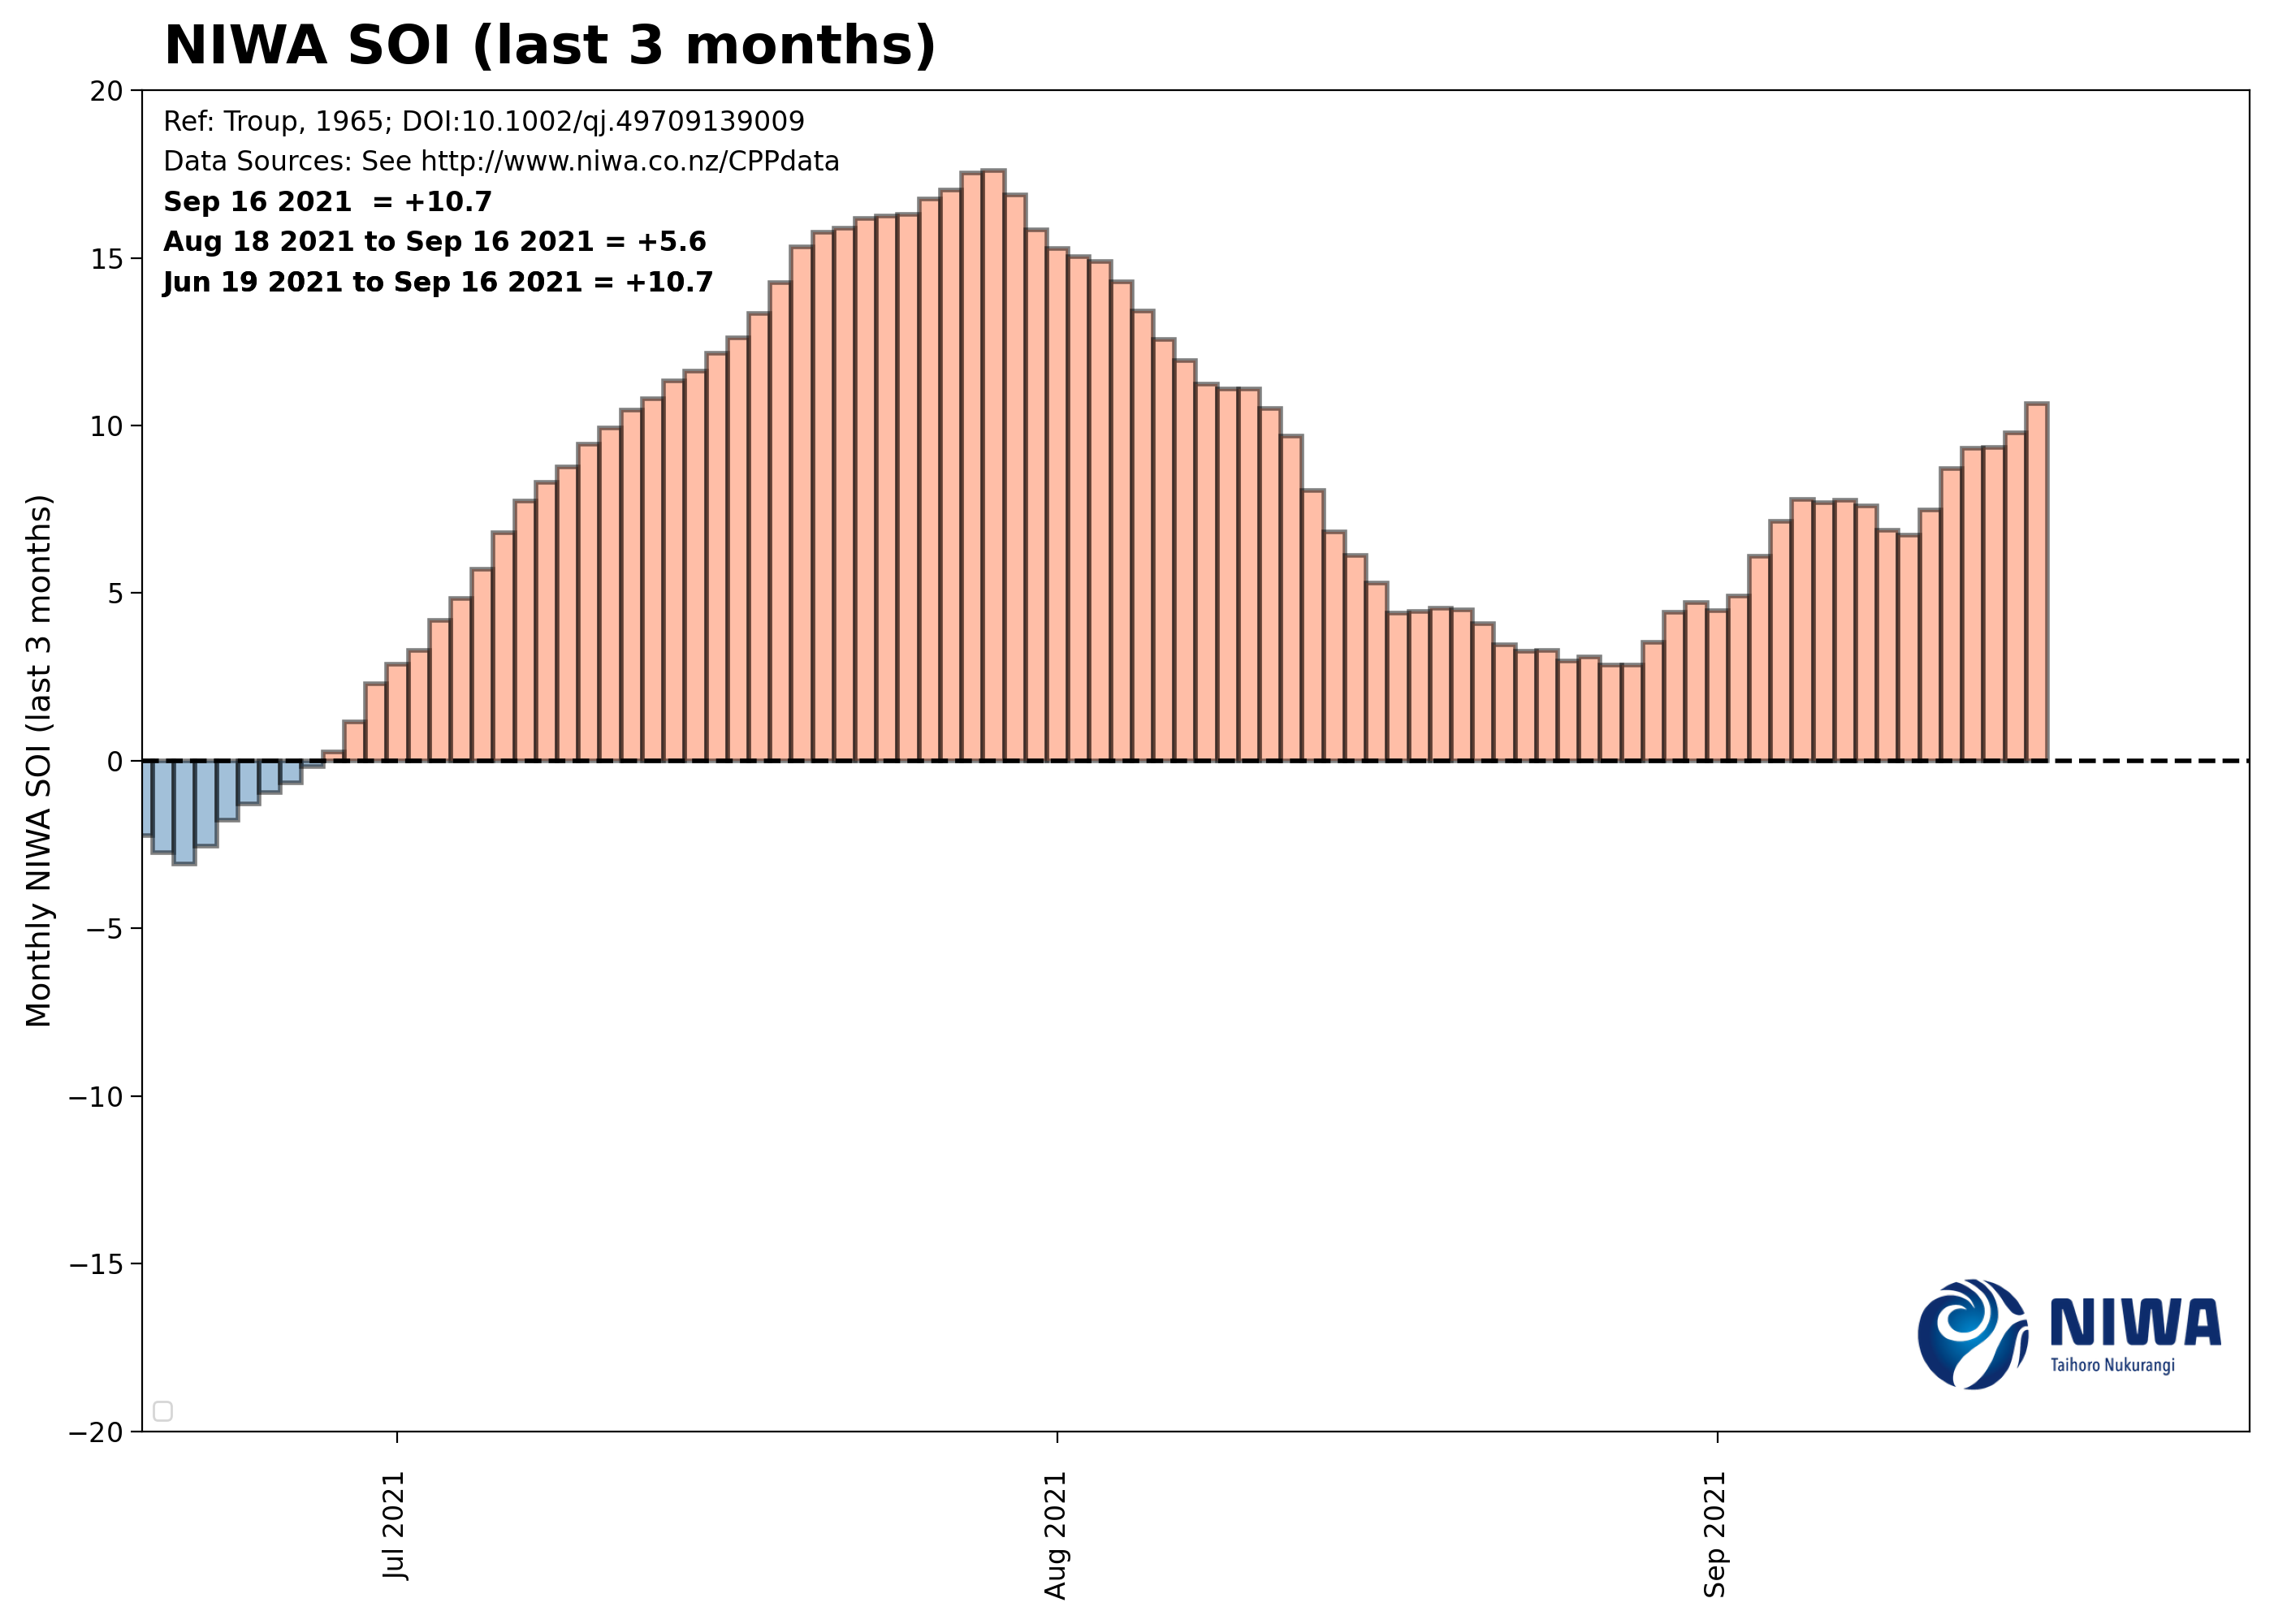 NIWA SOI (last 3 months)
Ref: Troup, 1965; DOI:10.1002/qj.49709139009
Data Sources: See http://www.niwa.co.nz/CPPdata
Sep 16 2021  = +10.7
Aug 18 2021 to Sep 16 2021 = +5.6
Jun 19 2021 to Sep 16 2021 = +10.7
Monthly NIWA SOI (last 3 months)
20
15
10
5
0
−5
−10
−15
−20
Jul 2021
Aug 2021
Sep 2021
NIWA
Taihoro Nukurangi